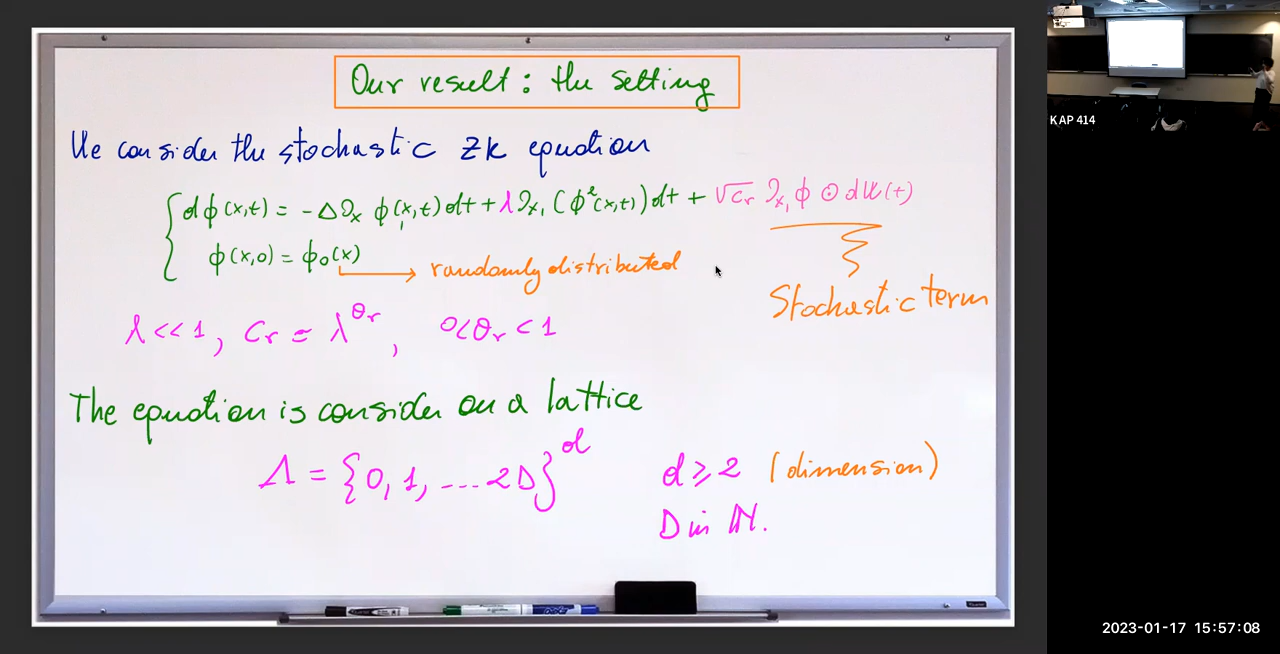 Our result: the setting
We consider the stochastic ZK equation
dϕ(x,t) = -Δ∂x₁ ϕ(x,t)dt + λ∂x₁(ϕ²(x,t))dt + √Cr ∂x₁ϕ ⊙ dW(t)
ϕ(x,0) = ϕ₀(x) → randomly distributed
Stochastic term
λ << 1, Cr = λ^θr, 0<θr < 1
The equation is consider on a lattice
Λ = {0, 1, ... 2D}^d d ≥ 2 (dimension)
D in ℕ.
KAP 414
2023-01-17 15:57:08